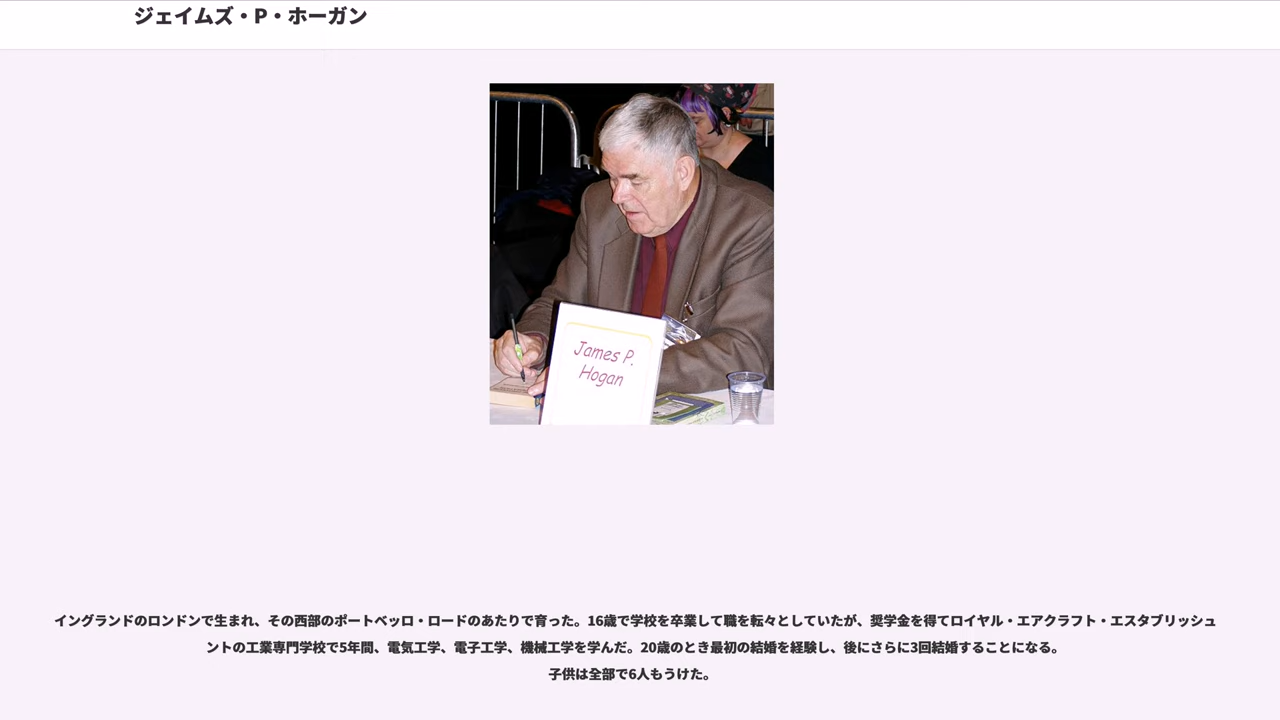 ジェイムズ・P・ホーガン
James P.
Hogan
イングランドのロンドンで生まれ、その西部のポートベッロ・ロードのあたりで育った。16歳で学校を卒業して職を転々としていたが、奨学金を得てロイヤル・エアクラフト・エスタブリッシュ
ントの工業専門学校で5年間、電気工学、電子工学、機械工学を学んだ。20歳のとき最初の結婚を経験し、後にさらに3回結婚することになる。
子供は全部で6人もうけた。